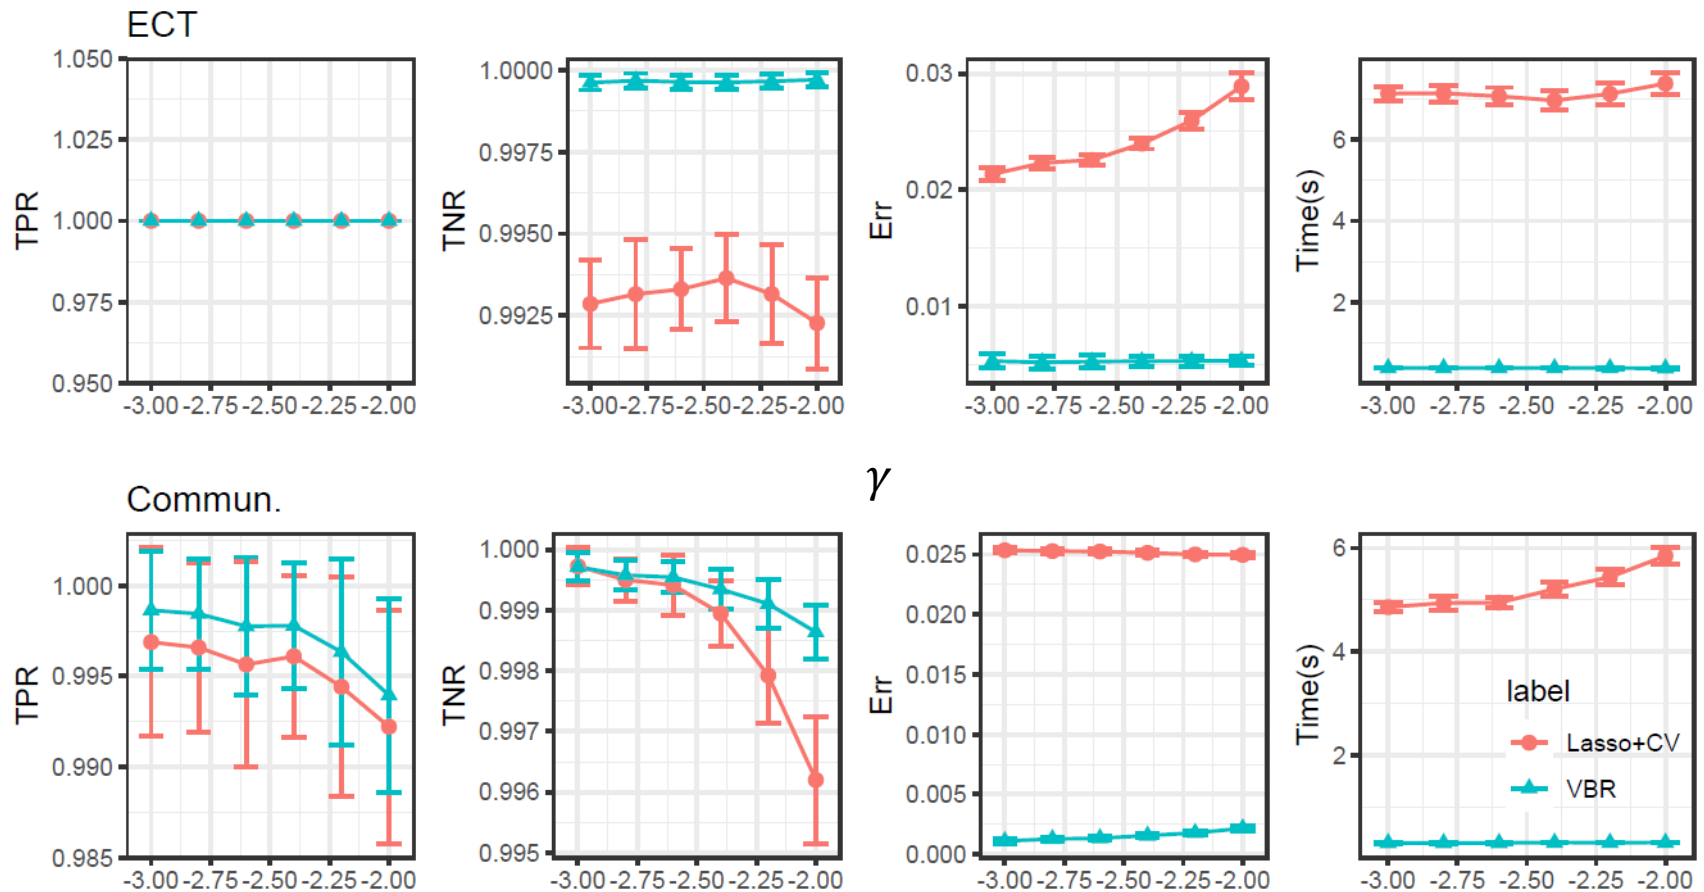 ECT
TPR
1.050
1.025
1.000
0.975
0.950
-3.00 -2.75 -2.50 -2.25 -2.00
TNR
1.0000
0.9975
0.9950
0.9925
-3.00 -2.75 -2.50 -2.25 -2.00
Err
0.03
0.02
0.01
-3.00 -2.75 -2.50 -2.25 -2.00
Time(s)
6
4
2
-3.00 -2.75 -2.50 -2.25 -2.00
γ
Commun.
TPR
1.000
0.995
0.990
0.985
-3.00 -2.75 -2.50 -2.25 -2.00
TNR
1.000
0.999
0.998
0.997
0.996
0.995
-3.00 -2.75 -2.50 -2.25 -2.00
Err
0.025
0.020
0.015
0.010
0.005
0.000
-3.00 -2.75 -2.50 -2.25 -2.00
Time(s)
6
4
2
label
Lasso+CV
VBR
-3.00 -2.75 -2.50 -2.25 -2.00